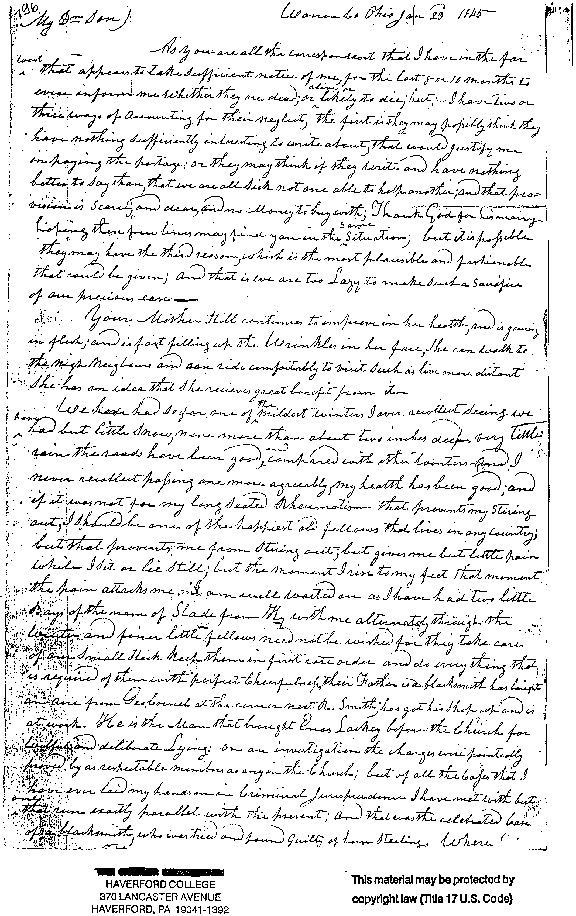 196
My Dr. Son)
Ohio Jan 23 1845
As you are all the correspondent that I have in the far
west
that appears to take sufficient notice of me, for the last 8 or 10 months to
even inform me whether they are dead, or likely to die; but, I have two or
alive or
three ways of accounting for their neglect, the first is they may possibly think they
have nothing sufficiently interesting to write about, that would justify me
in paying the postage; or they may think if they write and have nothing
better to say than, that we are all sick not one able to help another, and that pro-
vision is scarce, and dear, and no Money to buy with; I thank God for his mercy
hoping these few lines may find you in the Situation; but it is possible
same
they may have the third reason, which is the most plausible and fashionable
that could be given; and that is we are too Lazy to make such a sacrifice
of our precious ease
Your Mother Hill continues to improve in her health, and is gaining
in flesh, and is fast filling up the Wrinkles in her face, She can walk to
the nigh Neighbours and can ride comfortably to visit such as live more distant
She has an idea that she recieves great benefit from it
We have had so far one of the mildest winters I ever recollect seeing we
have
had but little snow, none more than about two inches deep, very little
rain the roads have been good, compared with other winters and I
never recollect passing one more agreeably, my health has been good, and
if it was not for my long seated Rheumatism that prevents my stiring
out, I should be one of the happiest old fellows that lives in any country;
but that prevents me from stiring out, but gives me but little pain
while I sit or lie still; but the moment I rise to my feet that moment
the pain attacks me. I am well waited on as I have had two little
Boys of the name of Slade from Ky with me alternately through the
Winter and finer little fellows need not be wished for they take care
of our small stock keep them in first rate order and do everything that
is required of them with perfect cheerfulness, their Father is a blacksmith has bought
an acre from at the corner next R. Smith, has got his shop up and is
at work. He is the Man that brought Enos Lackey before the Church for
and deliberate Lying on an investigation the charges were pointedly
proved by as respectable members as any in the Church; but of all the Cases that I
have ever laid my hands on in Criminal Jurisprudence I have met with but
one
that runs exactly parallel with the present; And that was the celebrated case
of a blacksmith, who was tried and found Guilty of Stealing. Where
HAVERFORD COLLEGE
370 LANCASTER AVENUE
HAVERFORD, PA 19041-1392
This material may be protected by
copyright law (Title 17 U.S. Code)